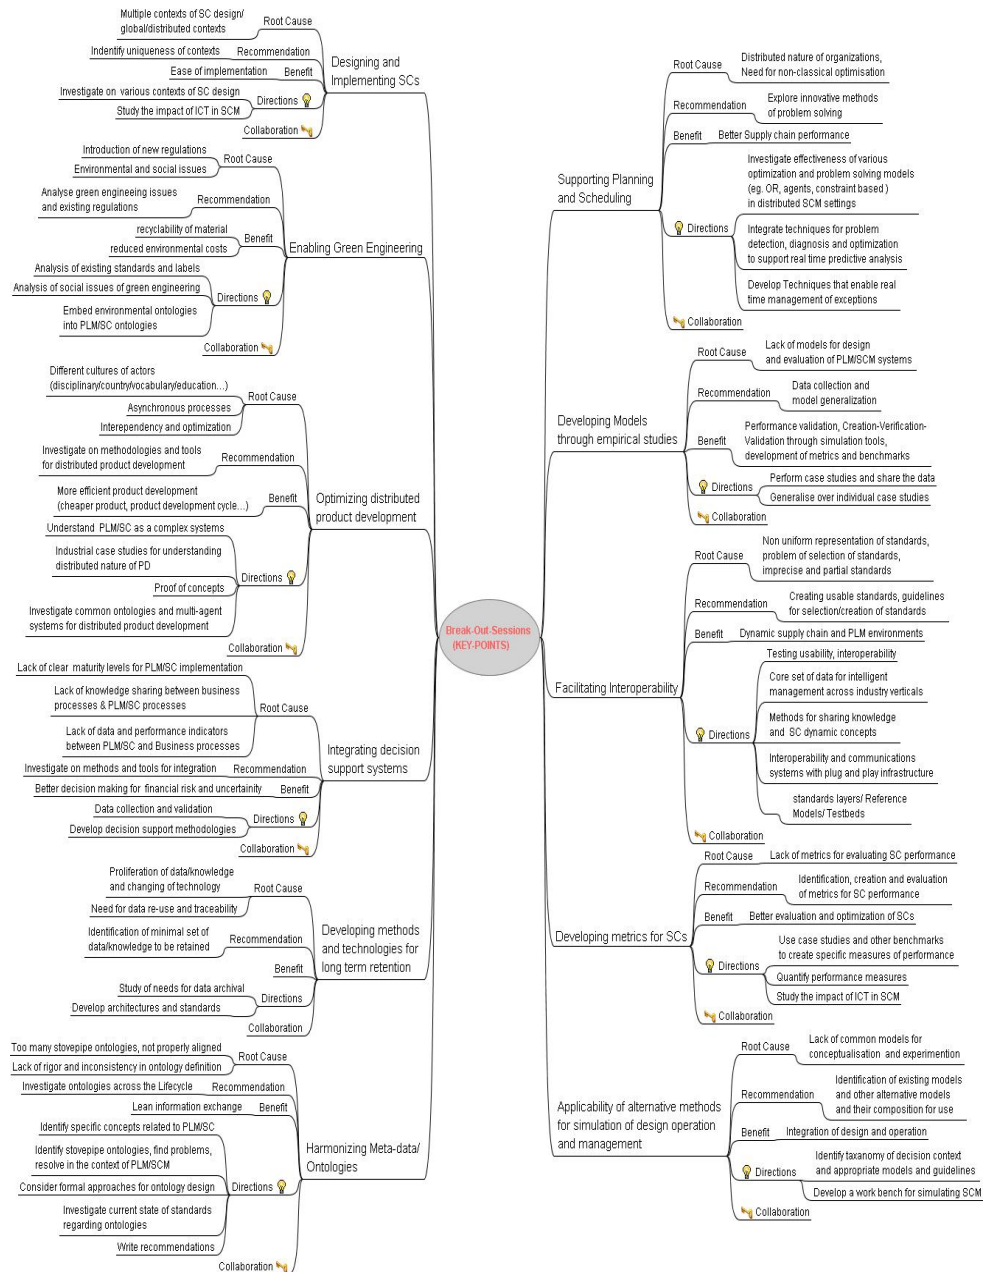 Break-Out-Sessions
(KEY-POINTS)
Designing and
Implementing SCs
Root Cause
Multiple contexts of SC design/
global/distributed contexts
Recommendation
Indentify uniqueness of contexts
Benefit
Ease of implementation
Directions
Investigate on various contexts of SC design
Study the impact of ICT in SCM
Collaboration
Enabling Green Engineering
Root Cause
Introduction of new regulations
Environmental and social issues
Recommendation
Analyse green engineeing issues
and existing regulations
Benefit
recyclability of material
reduced environmental costs
Directions
Analysis of existing standards and labels
Analysis of social issues of green engineering
Embed environmental ontologies
into PLM/SC ontologies
Collaboration
Optimizing distributed
product development
Root Cause
Different cultures of actors
(disciplinary/country/vocabulary/education...)
Asynchronous processes
Interependency and optimization
Recommendation
Investigate on methodologies and tools
for distributed product development
Benefit
More efficient product development
(cheaper product, product development cycle...)
Directions
Understand PLM/SC as a complex systems
Industrial case studies for understanding
distributed nature of PD
Proof of concepts
Investigate common ontologies and multi-agent
systems for distributed product development
Collaboration
Integrating decision
support systems
Root Cause
Lack of clear maturity levels for PLM/SC implementation
Lack of knowledge sharing between business
processes & PLM/SC processes
Lack of data and performance indicators
between PLM/SC and Business processes
Recommendation
Investigate on methods and tools for integration
Benefit
Better decision making for financial risk and uncertainity
Directions
Data collection and validation
Develop decision support methodologies
Collaboration
Developing methods
and technologies for
long term retention
Root Cause
Proliferation of data/knowledge
and changing of technology
Need for data re-use and traceability
Recommendation
Identification of minimal set of
data/knowledge to be retained
Benefit
Directions
Study of needs for data archival
Develop architectures and standards
Collaboration
Harmonizing Meta-data/
Ontologies
Root Cause
Too many stovepipe ontologies, not properly aligned
Lack of rigor and inconsistency in ontology definition
Recommendation
Investigate ontologies across the Lifecycle
Benefit
Lean information exchange
Directions
Identify specific concepts related to PLM/SC
Identify stovepipe ontologies, find problems,
resolve in the context of PLM/SCM
Consider formal approaches for ontology design
Investigate current state of standards
regarding ontologies
Write recommendations
Collaboration
Supporting Planning
and Scheduling
Root Cause
Distributed nature of organizations,
Need for non-classical optimisation
Recommendation
Explore innovative methods
of problem solving
Benefit
Better Supply chain performance
Directions
Investigate effectiveness of various
optimization and problem solving models
(eg. OR, agents, constraint based )
in distributed SCM settings
Integrate techniques for problem
detection, diagnosis and optimization
to support real time predictive analysis
Develop Techniques that enable real
time management of exceptions
Collaboration
Developing Models
through empirical studies
Root Cause
Lack of models for design
and evaluation of PLM/SCM systems
Recommendation
Data collection and
model generalization
Benefit
Performance validation, Creation-Verification-
Validation through simulation tools,
development of metrics and benchmarks
Directions
Perform case studies and share the data
Generalise over individual case studies
Collaboration
Facilitating Interoperability
Root Cause
Non uniform representation of standards,
problem of selection of standards,
imprecise and partial standards
Recommendation
Creating usable standards, guidelines
for selection/creation of standards
Benefit
Dynamic supply chain and PLM environments
Directions
Testing usability, interoperability
Core set of data for intelligent
management across industry verticals
Methods for sharing knowledge
and SC dynamic concepts
Interoperability and communications
systems with plug and play infrastructure
standards layers/ Reference
Models/ Testbeds
Collaboration
Developing metrics for SCs
Root Cause
Lack of metrics for evaluating SC performance
Recommendation
Identification, creation and evaluation
of metrics for SC performance
Benefit
Better evaluation and optimization of SCs
Directions
Use case studies and other benchmarks
to create specific measures of performance
Quantify performance measures
Study the impact of ICT in SCM
Collaboration
Applicability of alternative methods
for simulation of design operation
and management
Root Cause
Lack of common models for
conceptualisation and experimention
Recommendation
Identification of existing models
and other alternative models
and their composition for use
Benefit
Integration of design and operation
Directions
Identify taxanomy of decision context
and appropriate models and guidelines
Develop a work bench for simulating SCM
Collaboration